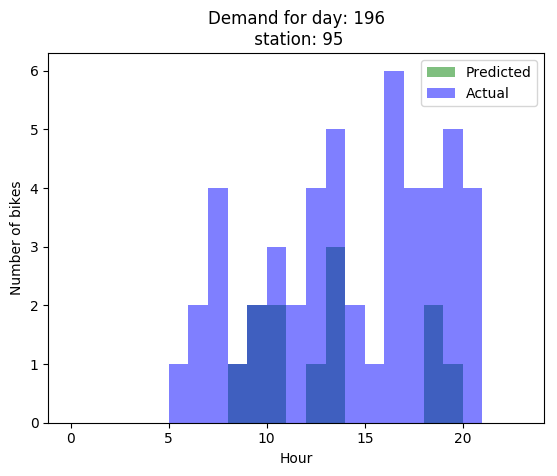 Demand for day: 196
station: 95
Predicted
Actual
Number of bikes
6
5
4
3
2
1
0
0
5
10
15
20
Hour